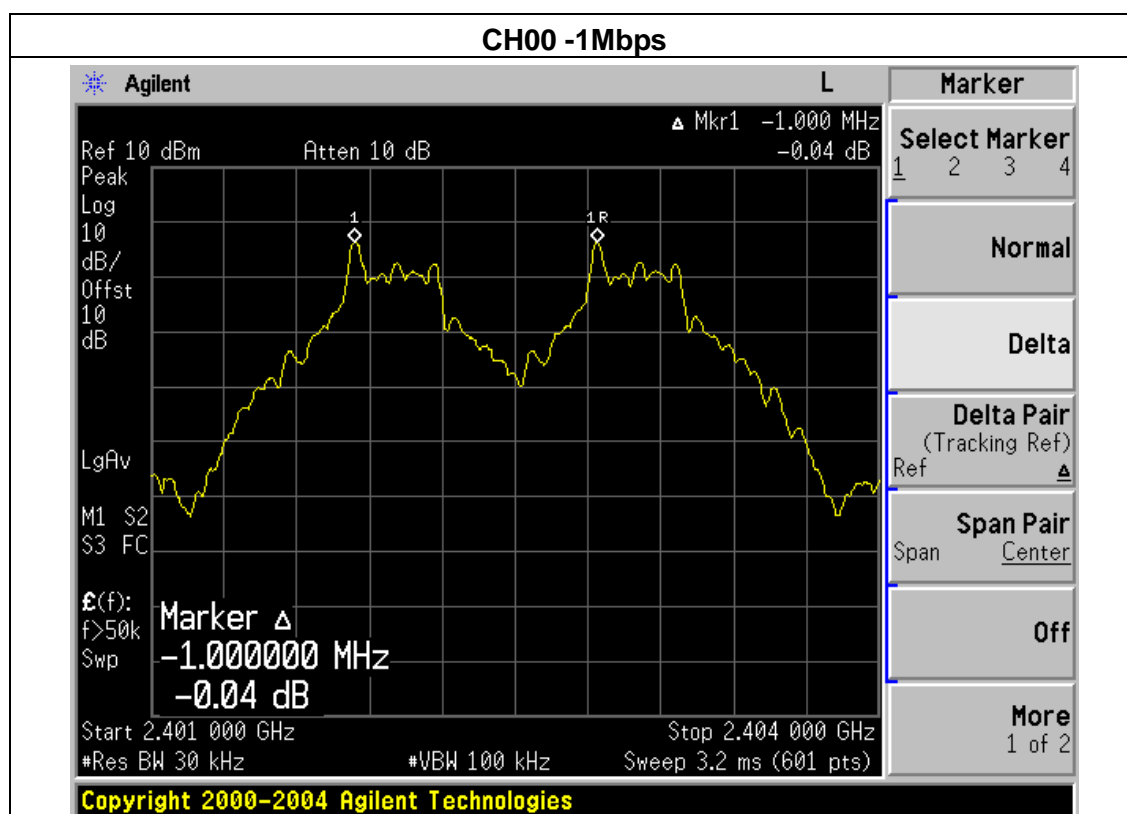 CH00 -1Mbps
Agilent L Marker
Δ Mkr1 -1.000 MHz
Ref 10 dBm Atten 10 dB -0.04 dB
Peak
Log
10
dB/
Offst
10
dB
1
1R
LgAv
M1 S2
S3 FC
£(f):
f>50k
Swp
Marker Δ
-1.000000 MHz
-0.04 dB
Start 2.401 000 GHz Stop 2.404 000 GHz
#Res BW 30 kHz #VBW 100 kHz Sweep 3.2 ms (601 pts)
Copyright 2000-2004 Agilent Technologies
Select Marker
1 2 3 4
Normal
Delta
Delta Pair
(Tracking Ref)
Ref Δ
Span Pair
Span Center
Off
More
1 of 2